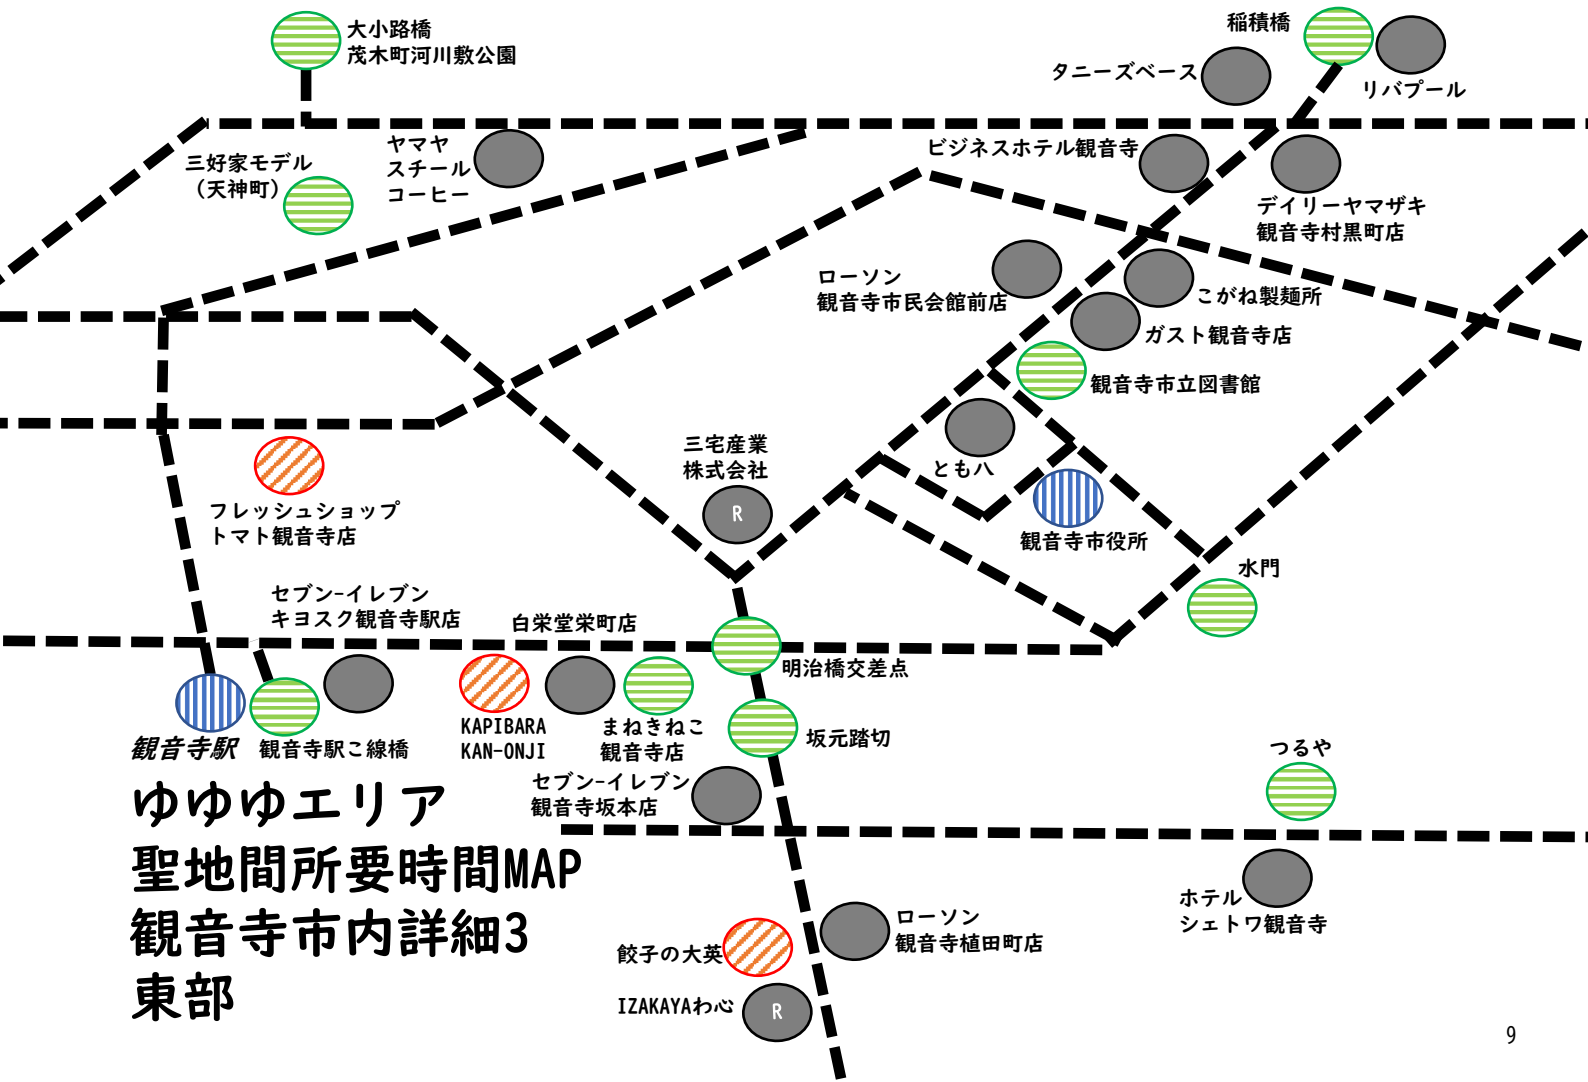 大小路橋
茂木町河川敷公園
稲積橋
タニーズベース
リバプール
三好家モデル
（天神町）
ヤマヤ
スチール
コーヒー
ビジネスホテル観音寺
デイリーヤマザキ
観音寺村黒町店
ローソン
観音寺市民会館前店
こがね製麺所
ガスト観音寺店
観音寺市立図書館
三宅産業
株式会社
R
とも八
観音寺市役所
フレッシュショップ
トマト観音寺店
水門
セブン-イレブン
キヨスク観音寺駅店
白栄堂栄町店
明治橋交差点
観音寺駅
観音寺駅こ線橋
KAPIBARA
KAN-ONJI
まねきねこ
観音寺店
坂元踏切
セブン-イレブン
観音寺坂本店
つるや
ホテル
シェトワ観音寺
ゆゆゆエリア
聖地間所要時間MAP
観音寺市内詳細3
東部
餃子の大英
ローソン
観音寺植田町店
IZAKAYAわ心
R
9